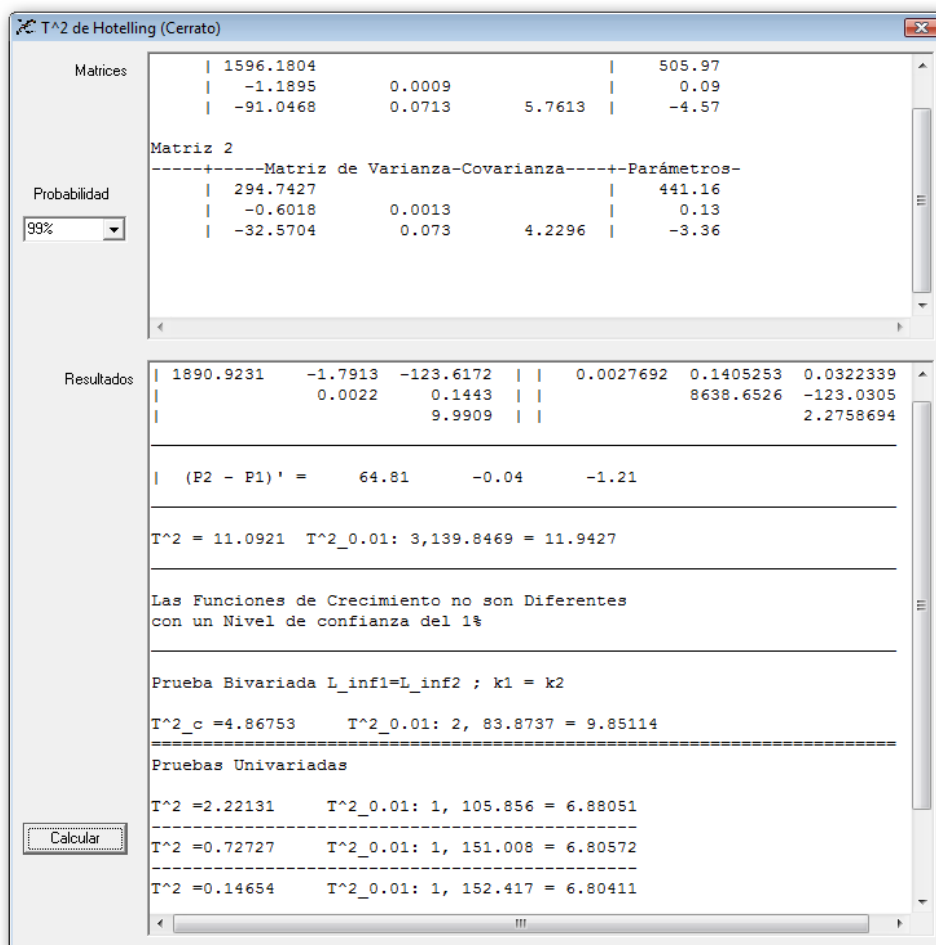 T^2 de Hotelling (Cerrato)
Matrices
| 1596.1804 | 505.97
| -1.1895 0.0009 | 0.09
| -91.0468 0.0713 5.7613 | -4.57
Matriz 2
-----+-----Matriz de Varianza-Covarianza----+-Parámetros-
| 294.7427 | 441.16
| -0.6018 0.0013 | 0.13
| -32.5704 0.073 4.2296 | -3.36
Probabilidad
99%
Resultados
| 1890.9231 -1.7913 -123.6172 | | 0.0027692 0.1405253 0.0322339
| 0.0022 0.1443 | | 8638.6526 -123.0305
| 9.9909 | | 2.2758694
| (P2 - P1)' = 64.81 -0.04 -1.21
T^2 = 11.0921 T^2_0.01: 3,139.8469 = 11.9427
Las Funciones de Crecimiento no son Diferentes
con un Nivel de confianza del 1%
Prueba Bivariada L_inf1=L_inf2 ; k1 = k2
T^2_c =4.86753 T^2_0.01: 2, 83.8737 = 9.85114
========================================================================
Pruebas Univariadas
T^2 =2.22131 T^2_0.01: 1, 105.856 = 6.88051
-----------------------------------------------
T^2 =0.72727 T^2_0.01: 1, 151.008 = 6.80572
-----------------------------------------------
T^2 =0.14654 T^2_0.01: 1, 152.417 = 6.80411
Calcular